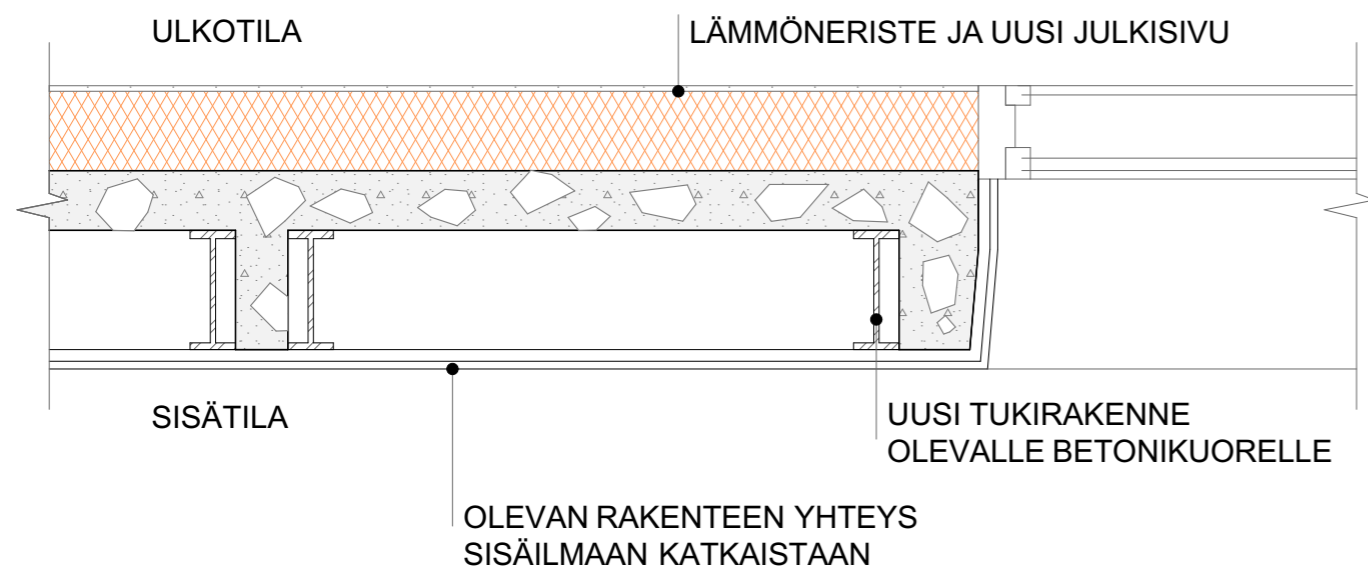 ULKOTILA
LÄMMÖNERISTE JA UUSI JULKISIVU
SISÄTILA
UUSI TUKIRAKENNE
OLEVALLE BETONIKUORELLE
OLEVAN RAKENTEEN YHTEYS
SISÄILMAAN KATKAISTAAN